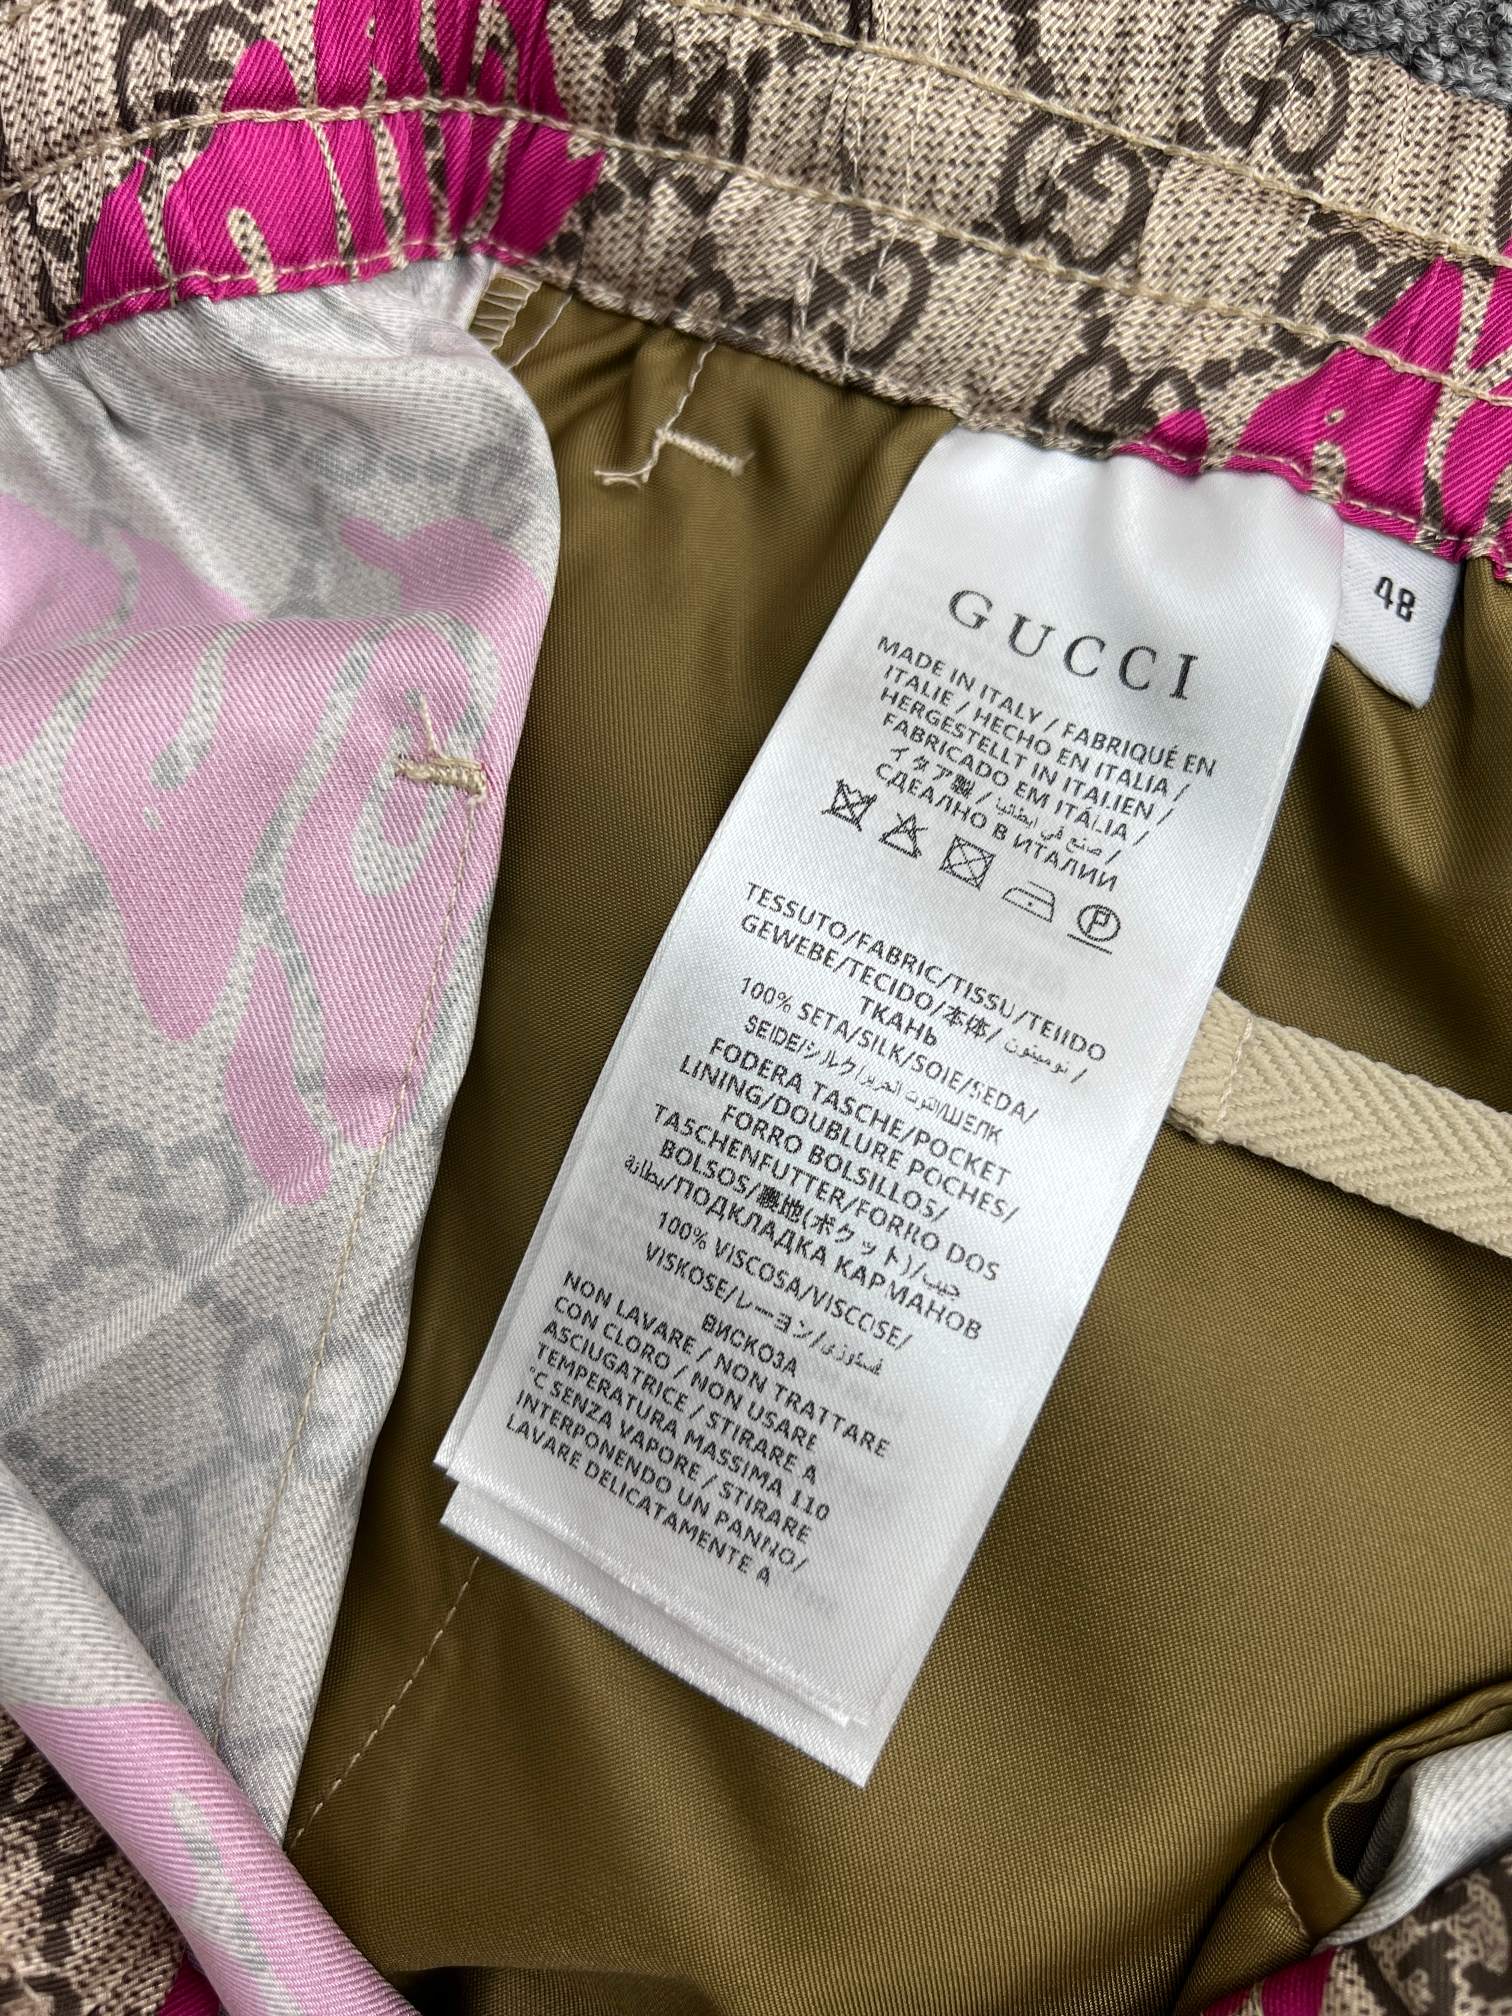 GUCCI
48
MADE IN ITALY / FABRIQUÉ EN
ITALIE / HECHO EN ITALIA /
HERGESTELLT IN ITALIEN /
FABRICADO EM ITÁLIA /
イタア製 / صنع في إيطاليا /
СДЕАЛНО В ИТАЛИИ
P
TESSUTO/FABRIC/TISSU/TEIIDO
GEWEBE/TECIDO/本体/
ТКАНЬ
100% SETA/SILK/SOIE/SEDA/
SEIDE/シルク/ШЕЛК
FODERA TASCHE/POCKET
LINING/DOUBLURE POCHES/
FORRO BOLSILLOS/
TASCHENFUTTER/FORRO DOS
BOLSOS/裏地(ポケット)/جيب
بطانة/ПОДКЛАДКА КАРМАНОВ
100% VISCOSA/VISCOSE/
VISKOSE/レーヨン/
ВИСКОЗА
NON LAVARE / NON TRATTARE
CON CLORO / NON USARE
ASCIUGATRICE / STIRARE A
TEMPERATURA MASSIMA 110
°C SENZA VAPORE / STIRARE
INTERPONENDO UN PANNO/
LAVARE DELICATAMENTE A